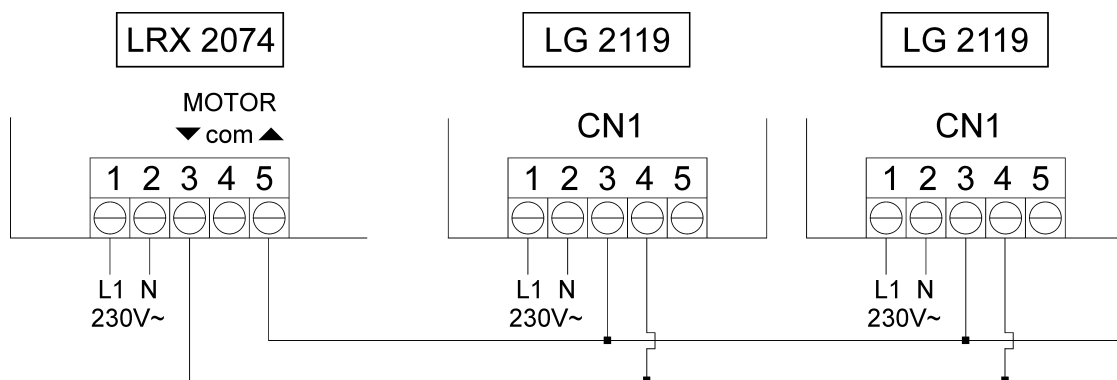 LRX 2074
LG 2119
LG 2119
MOTOR
▼ com ▲
CN1
CN1
1 2 3 4 5
1 2 3 4 5
1 2 3 4 5
L1 N
230V~
L1 N
230V~
L1 N
230V~